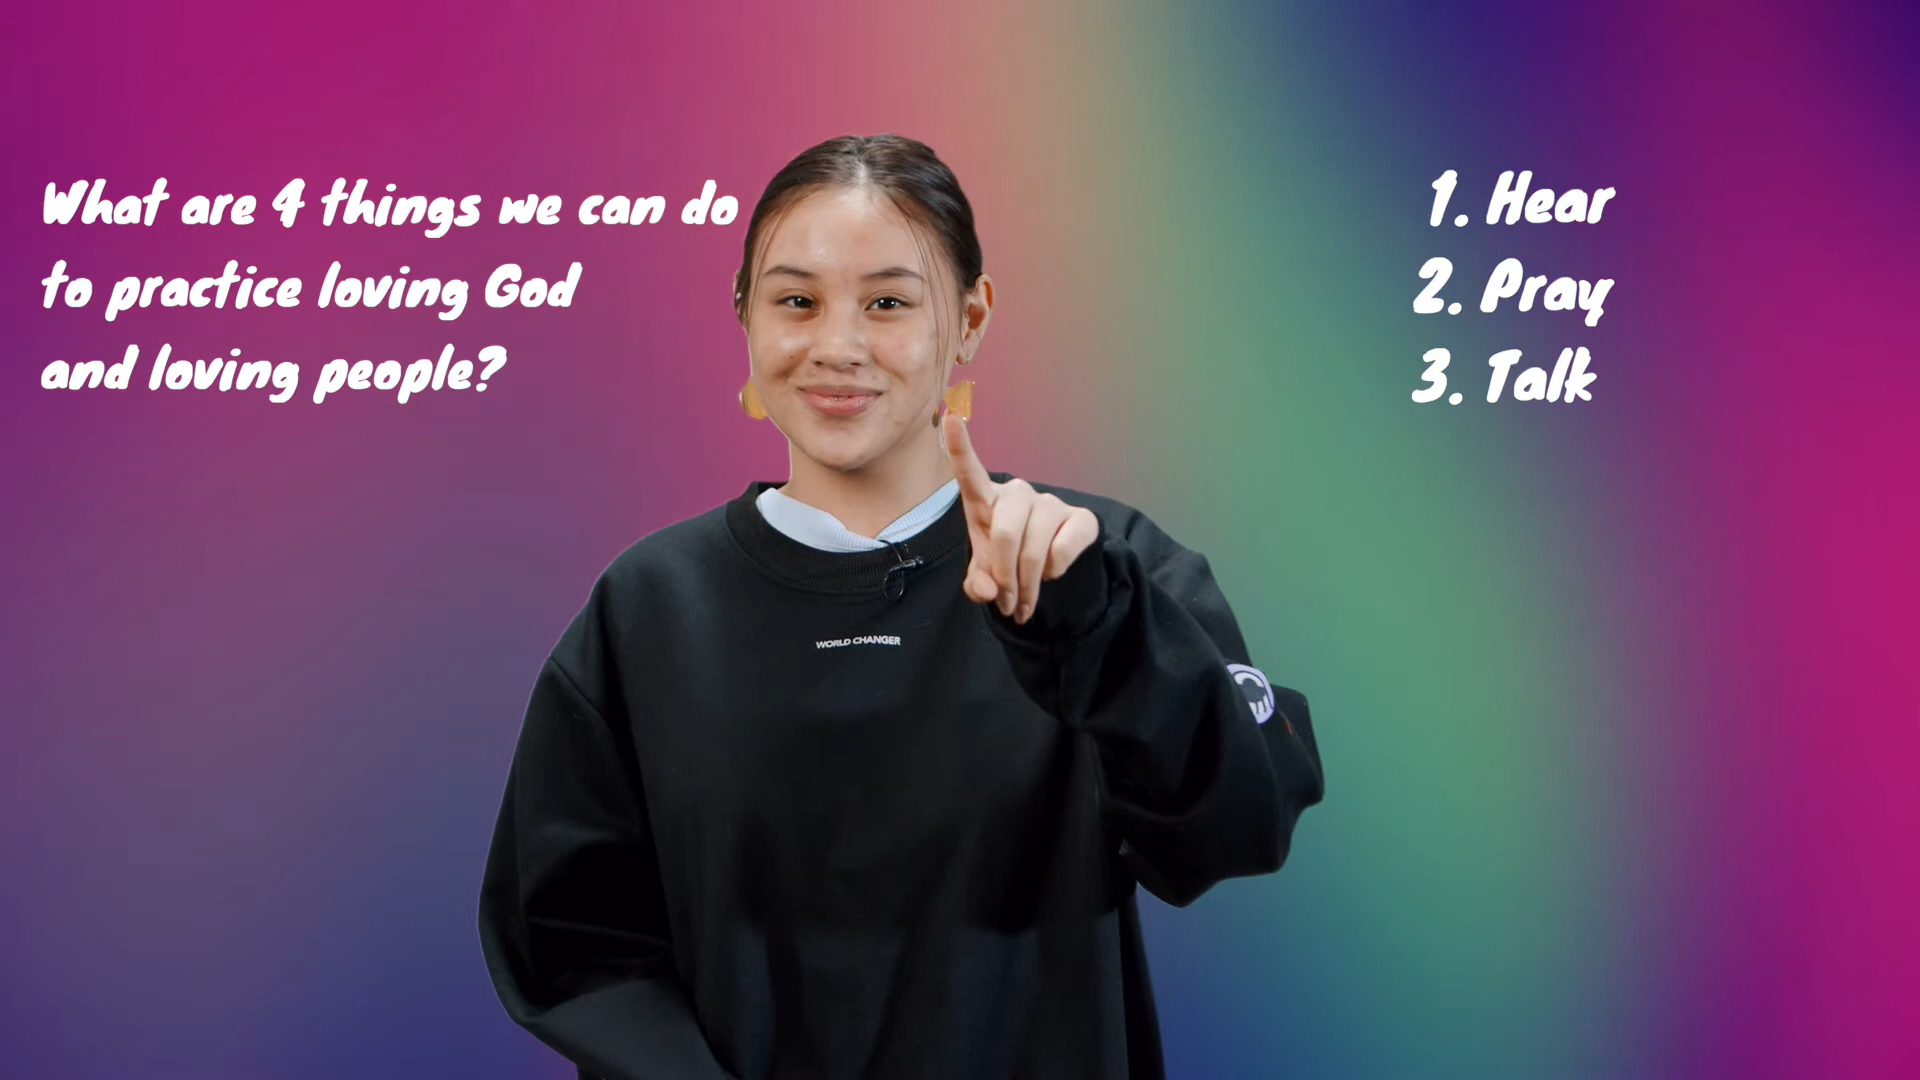 What are 4 things we can do
to practice loving God
and loving people?
1. Hear
2. Pray
3. Talk
WORLD CHANGER